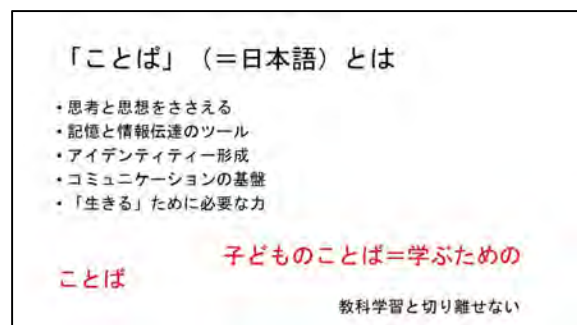 「ことば」（＝日本語）とは
・思考と思想をささえる
・記憶と情報伝達のツール
・アイデンティティー形成
・コミュニケーションの基盤
・「生きる」ために必要な力
子どものことば＝学ぶための
ことば
教科学習と切り離せない